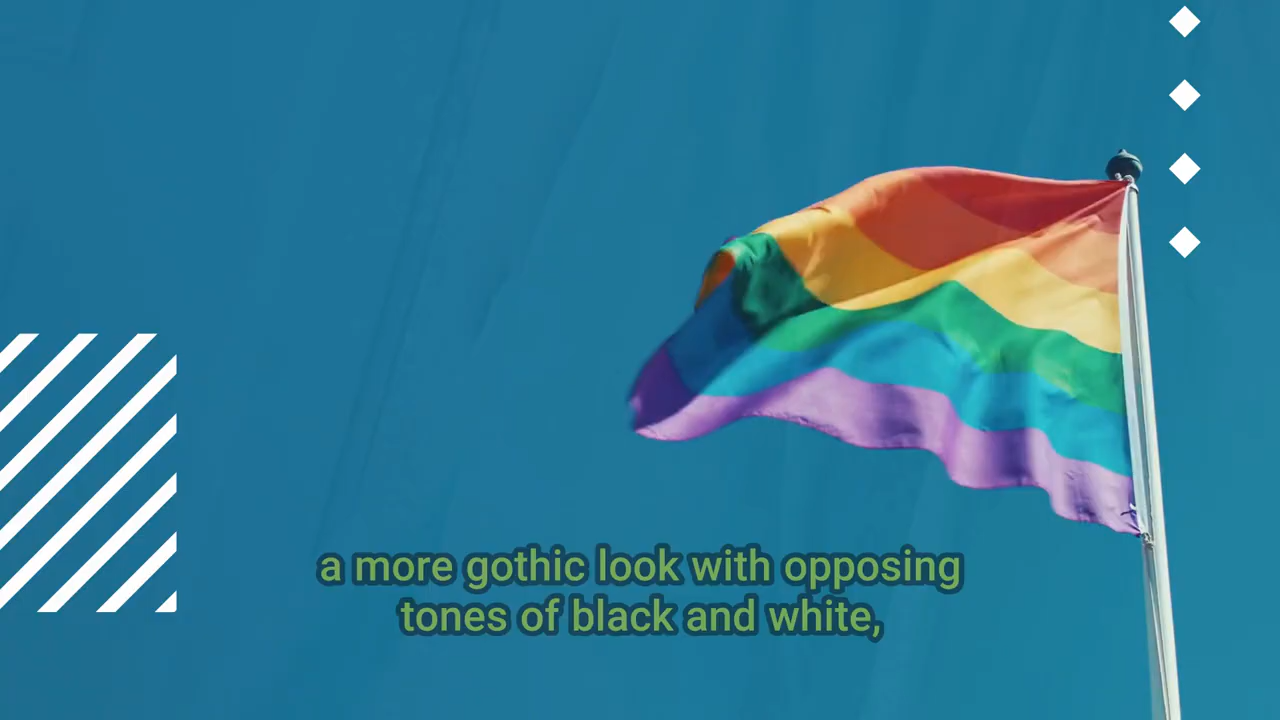 a more gothic look with opposing
tones of black and white,